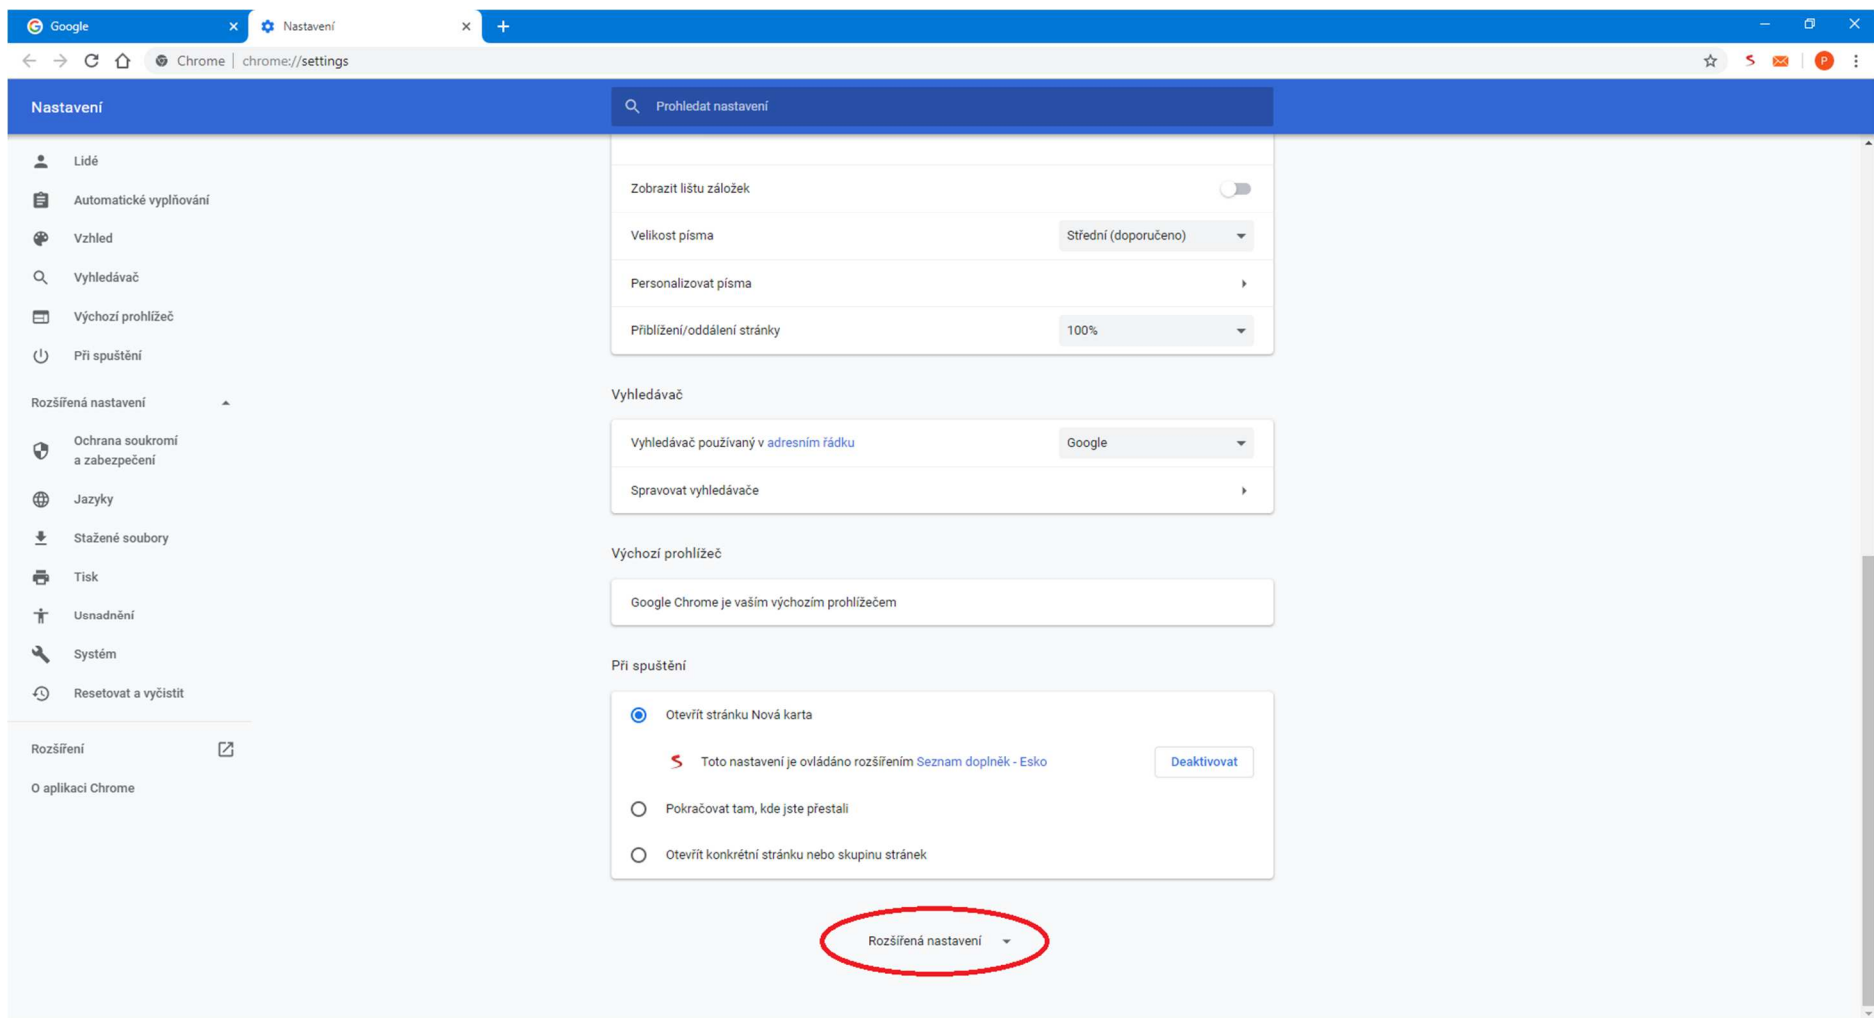 Google
Nastavení
Chrome | chrome://settings
P
Nastavení
Prohledat nastavení
Lidé
Automatické vyplňování
Vzhled
Vyhledávač
Výchozí prohlížeč
Při spuštění
Rozšířená nastavení
Ochrana soukromí
a zabezpečení
Jazyky
Stažené soubory
Tisk
Usnadnění
Systém
Resetovat a vyčistit
Rozšíření
O aplikaci Chrome
Zobrazit lištu záložek
Velikost písma
Střední (doporučeno)
Personalizovat písma
Přiblížení/oddálení stránky
100%
Vyhledávač
Vyhledávač používaný v adresním řádku
Google
Spravovat vyhledávače
Výchozí prohlížeč
Google Chrome je vaším výchozím prohlížečem
Při spuštění
Otevřít stránku Nová karta
Toto nastavení je ovládáno rozšířením Seznam doplněk - Esko
Deaktivovat
Pokračovat tam, kde jste přestali
Otevřít konkrétní stránku nebo skupinu stránek
Rozšířená nastavení